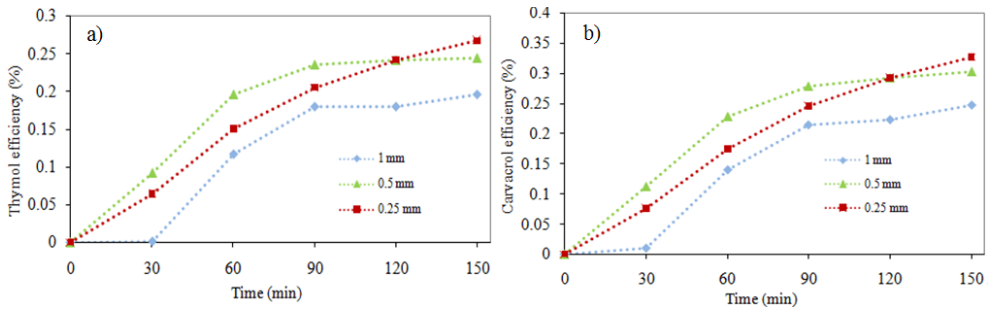 a)
Thymol efficiency (%)
0.3
0.25
0.2
0.15
0.1
0.05
0
1 mm
0.5 mm
0.25 mm
0 30 60 90 120 150
Time (min)
b)
Carvacrol efficiency (%)
0.4
0.35
0.3
0.25
0.2
0.15
0.1
0.05
0
1 mm
0.5 mm
0.25 mm
0 30 60 90 120 150
Time (min)